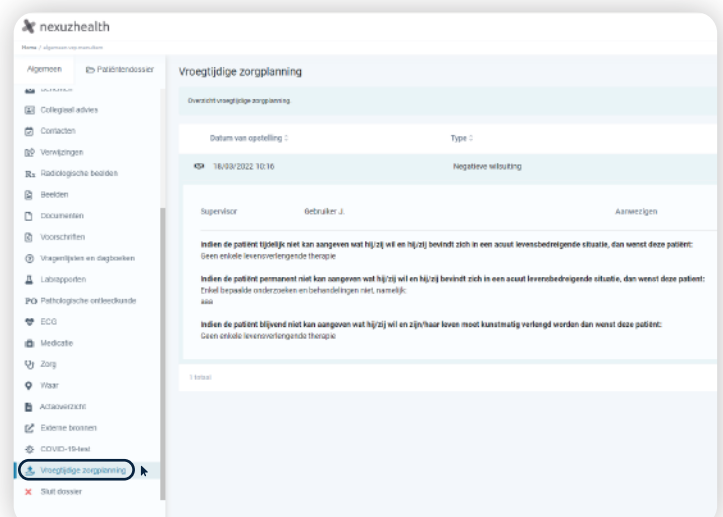 nexuzhealth
Home /
Algemeen Patiëntendossier
Collegiaal advies
Contacten
Verwijzingen
Rx Radiologische beelden
Beelden
Documenten
Voorschriften
Vragenlijsten en dagboeken
Labrapporten
PO Pathologische ontleedkunde
ECG
Medicatie
Zorg
Waar
Actaoverzicht
Externe bronnen
COVID-19-test
Vroegtijdige zorgplanning
Sluit dossier
Vroegtijdige zorgplanning
Overzicht vroegtijdige zorgplanning
Datum van opstelling Type
18/03/2022 10:16 Negatieve wilsuiting
Supervisor Gebruiker J. Aanwezigen
Indien de patiënt tijdelijk niet kan aangeven wat hij/zij wil en hij/zij bevindt zich in een acuut levensbedreigende situatie, dan wenst deze patiënt:
Geen enkele levensverlengende therapie
Indien de patiënt permanent niet kan aangeven wat hij/zij wil en hij/zij bevindt zich in een acuut levensbedreigende situatie, dan wenst deze patient:
Enkel bepaalde onderzoeken en behandelingen niet, namelijk:
aaa
Indien de patiënt blijvend niet kan aangeven wat hij/zij wil en zijn/haar leven moet kunstmatig verlengd worden dan wenst deze patiënt:
Geen enkele levensverlengende therapie
1 totaal